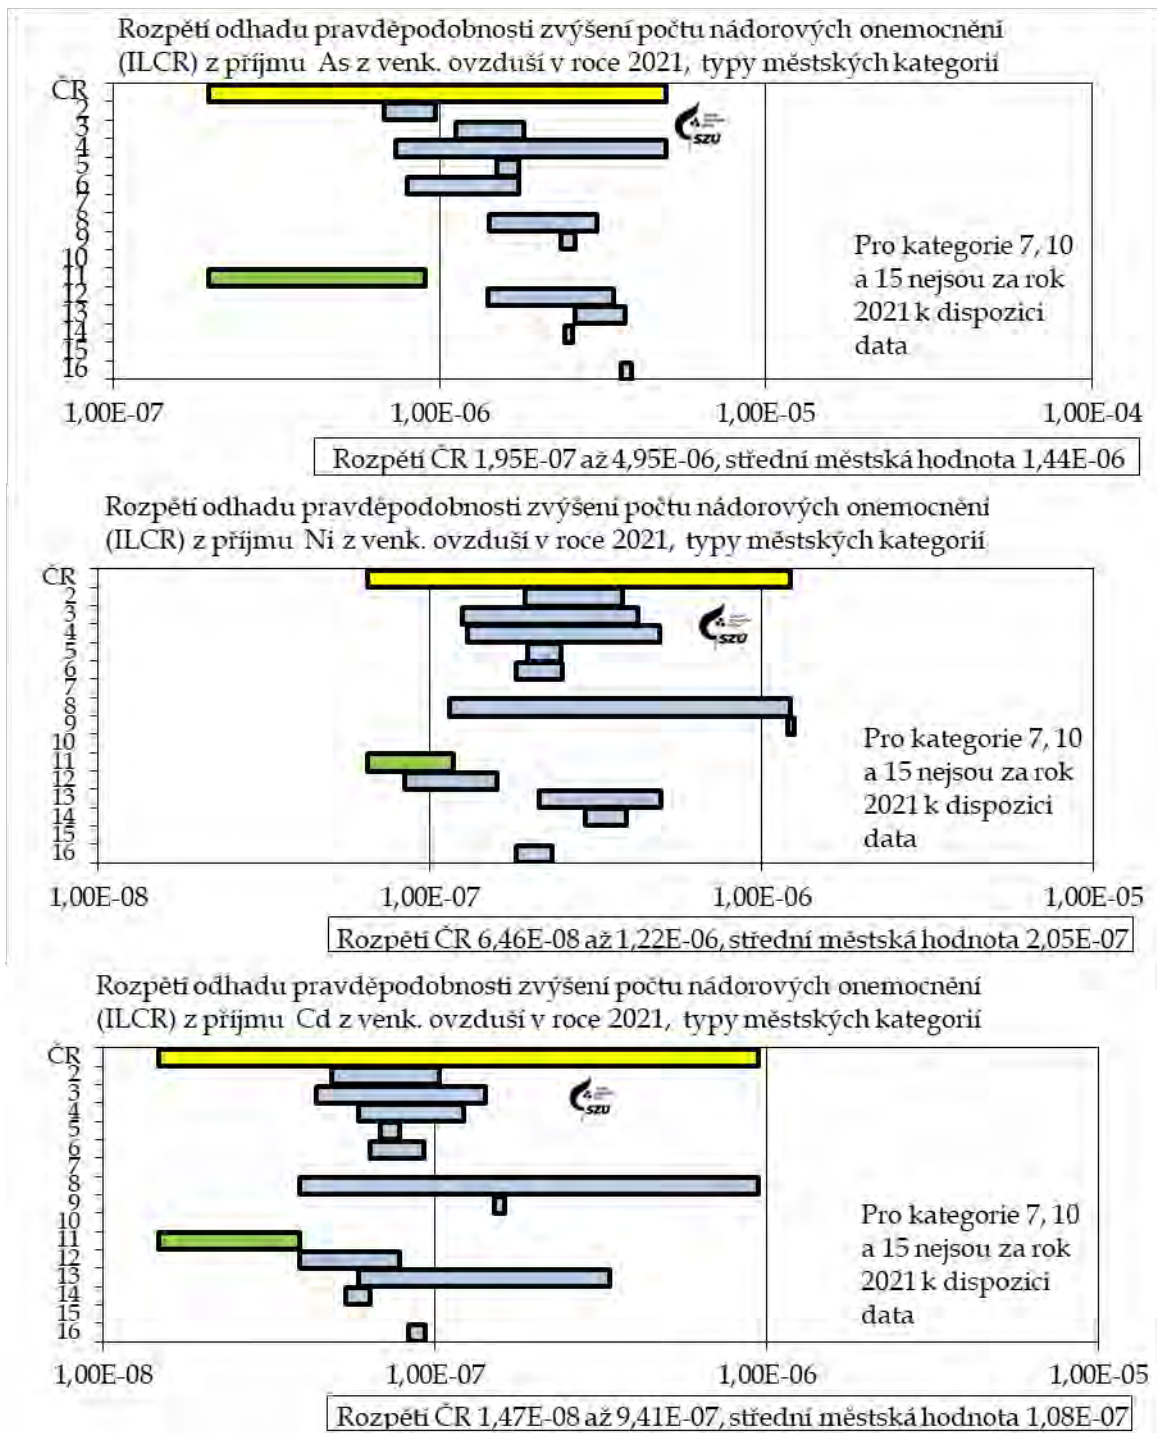 Rozpětí odhadu pravděpodobnosti zvýšení počtu nádorových onemocnění
(ILCR) z příjmu As z venk. ovzduší v roce 2021, typy městských kategorií
ČR
2
3
4
5
6
7
8
9
10
11
12
13
14
15
16
SZÚ
Pro kategorie 7, 10
a 15 nejsou za rok
2021 k dispozici
data
1,00E-07 1,00E-06 1,00E-05 1,00E-04
Rozpětí ČR 1,95E-07 až 4,95E-06, střední městská hodnota 1,44E-06
Rozpětí odhadu pravděpodobnosti zvýšení počtu nádorových onemocnění
(ILCR) z příjmu Ni z venk. ovzduší v roce 2021, typy městských kategorií
ČR
2
3
4
5
6
7
8
9
10
11
12
13
14
15
16
SZÚ
Pro kategorie 7, 10
a 15 nejsou za rok
2021 k dispozici
data
1,00E-08 1,00E-07 1,00E-06 1,00E-05
Rozpětí ČR 6,46E-08 až 1,22E-06, střední městská hodnota 2,05E-07
Rozpětí odhadu pravděpodobnosti zvýšení počtu nádorových onemocnění
(ILCR) z příjmu Cd z venk. ovzduší v roce 2021, typy městských kategorií
ČR
2
3
4
5
6
7
8
9
10
11
12
13
14
15
16
SZÚ
Pro kategorie 7, 10
a 15 nejsou za rok
2021 k dispozici
data
1,00E-08 1,00E-07 1,00E-06 1,00E-05
Rozpětí ČR 1,47E-08 až 9,41E-07, střední městská hodnota 1,08E-07